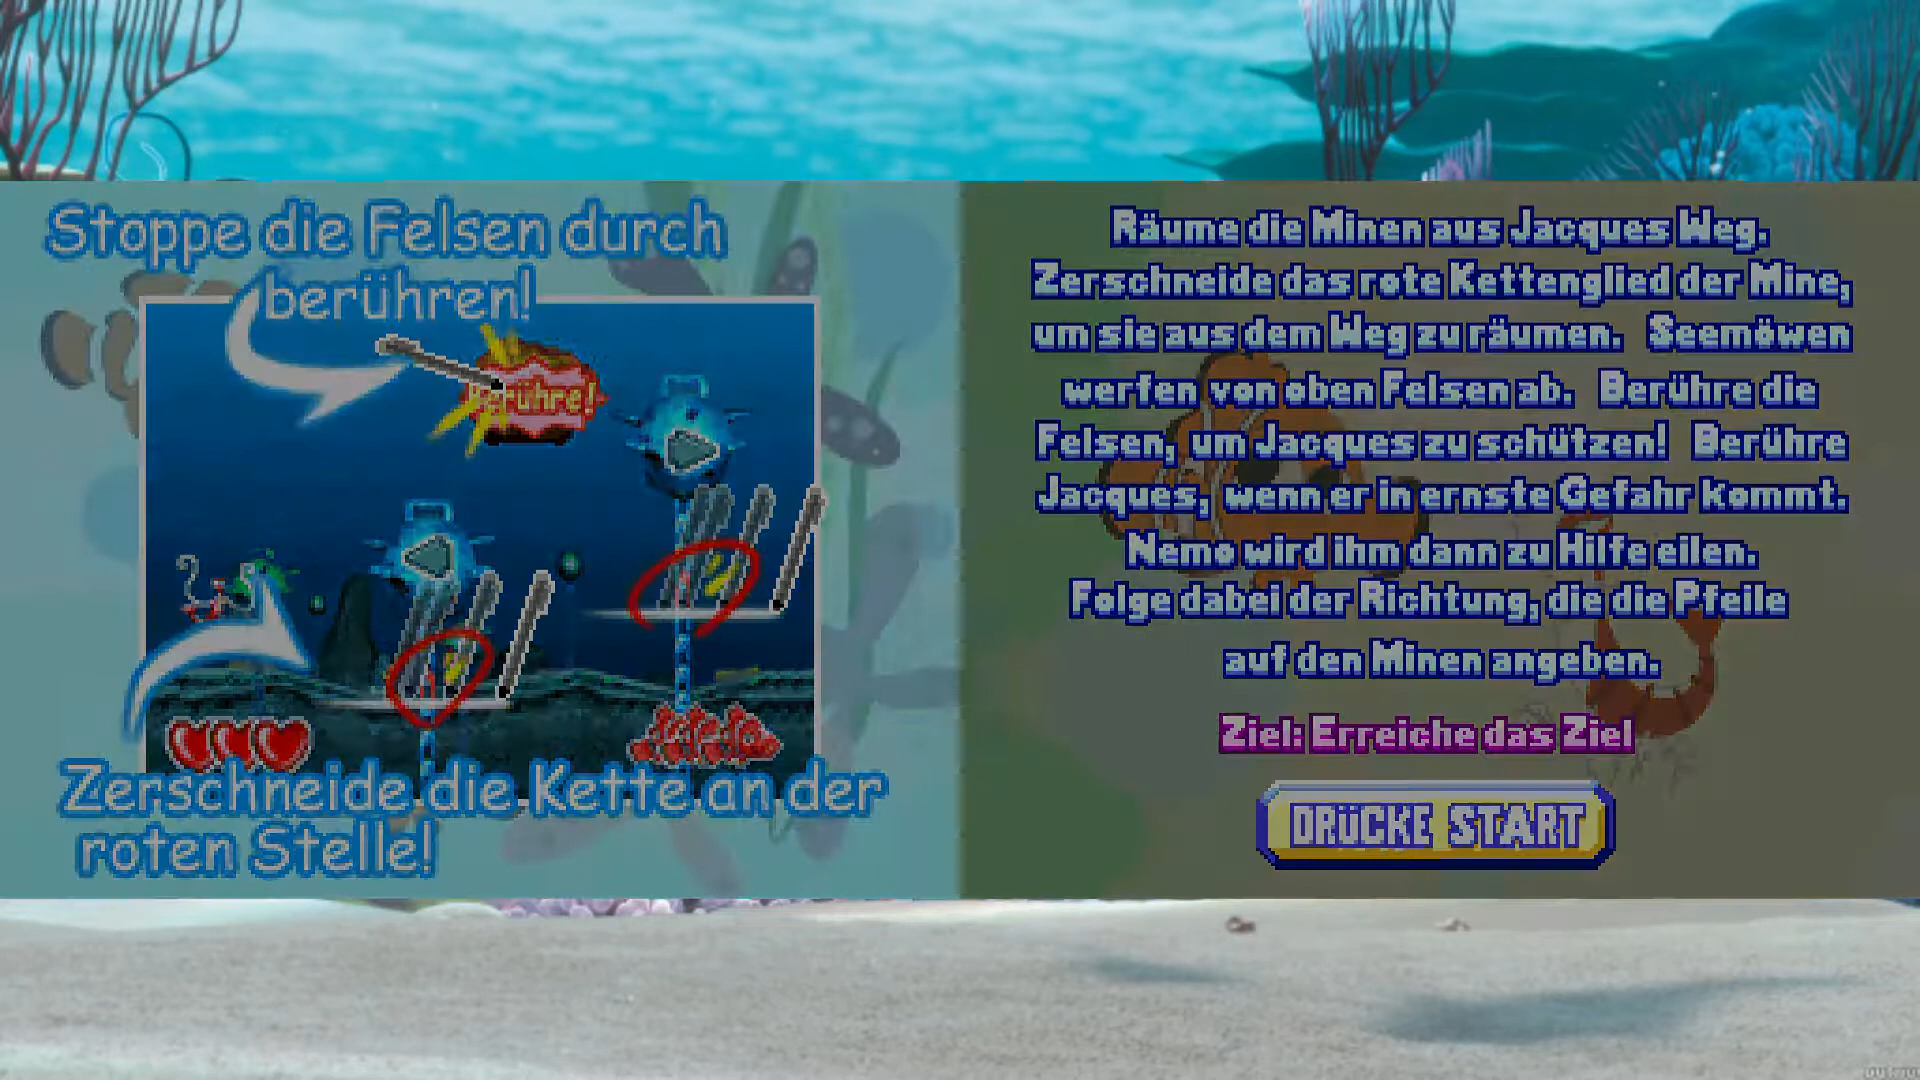 Stoppe die Felsen durch
berühren!
Berühre!
Zerschneide die Kette an der
roten Stelle!
Räume die Minen aus Jacques Weg.
Zerschneide das rote Kettenglied der Mine,
um sie aus dem Weg zu räumen. Seemöwen
werfen von oben Felsen ab. Berühre die
Felsen, um Jacques zu schützen! Berühre
Jacques, wenn er in ernste Gefahr kommt.
Nemo wird ihm dann zu Hilfe eilen.
Folge dabei der Richtung, die die Pfeile
auf den Minen angeben.
Ziel: Erreiche das Ziel
DRÜCKE START